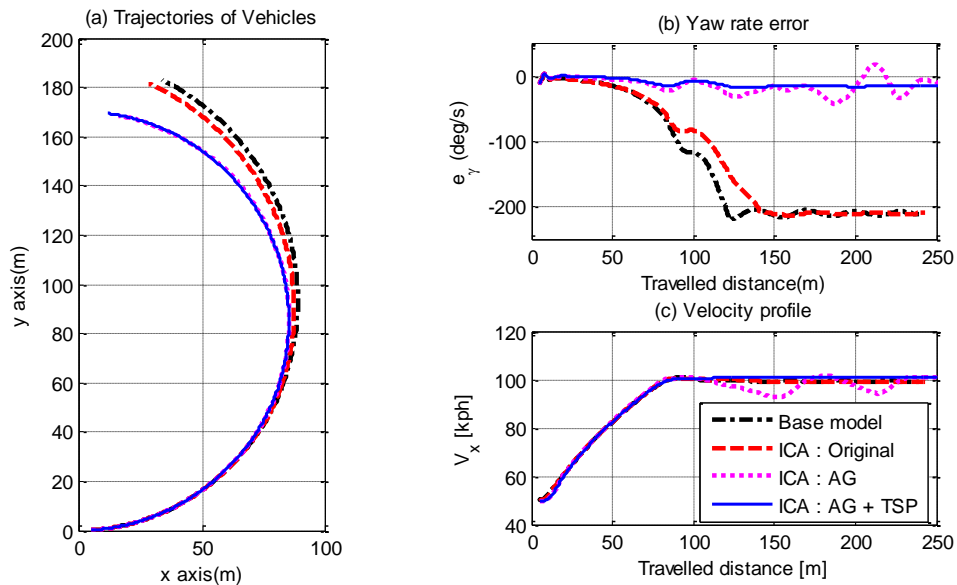 (a) Trajectories of Vehicles
200
180
160
140
120
100
80
60
40
20
0
y axis(m)
0 50 100
x axis(m)
(b) Yaw rate error
0
-100
-200
e_γ (deg/s)
0 50 100 150 200 250
Travelled distance(m)
(c) Velocity profile
120
100
80
60
40
V_x [kph]
Base model
ICA : Original
ICA : AG
ICA : AG + TSP
0 50 100 150 200 250
Travelled distance [m]